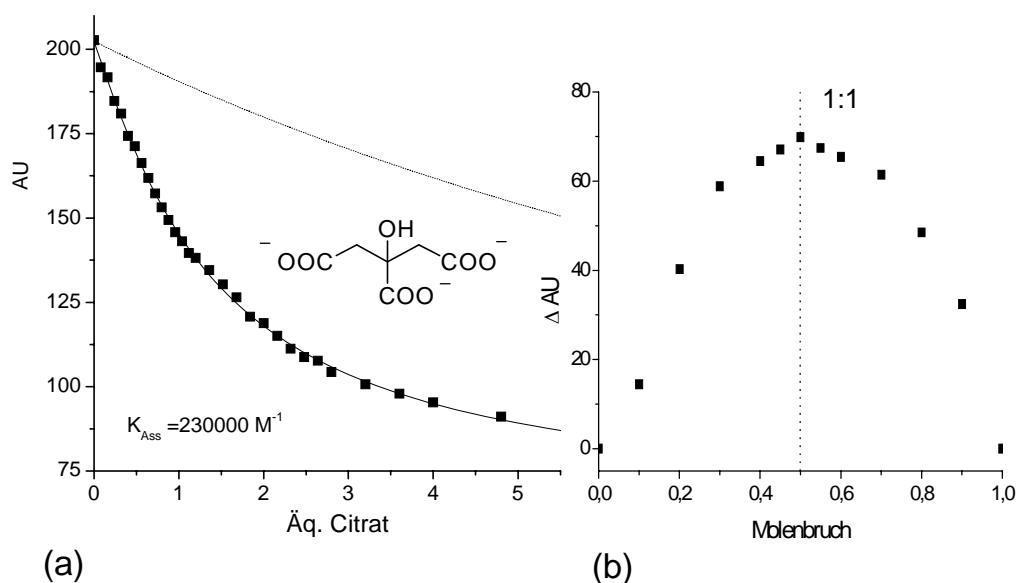 200
175
150
125
100
75
AU
0
1
2
3
4
5
Äq. Citrat
K_Ass =230000 M⁻¹
OH
⁻OOC
COO⁻
COO⁻
(a)
1:1
80
60
40
20
0
Δ AU
0,0
0,2
0,4
0,6
0,8
1,0
Molenbruch
(b)